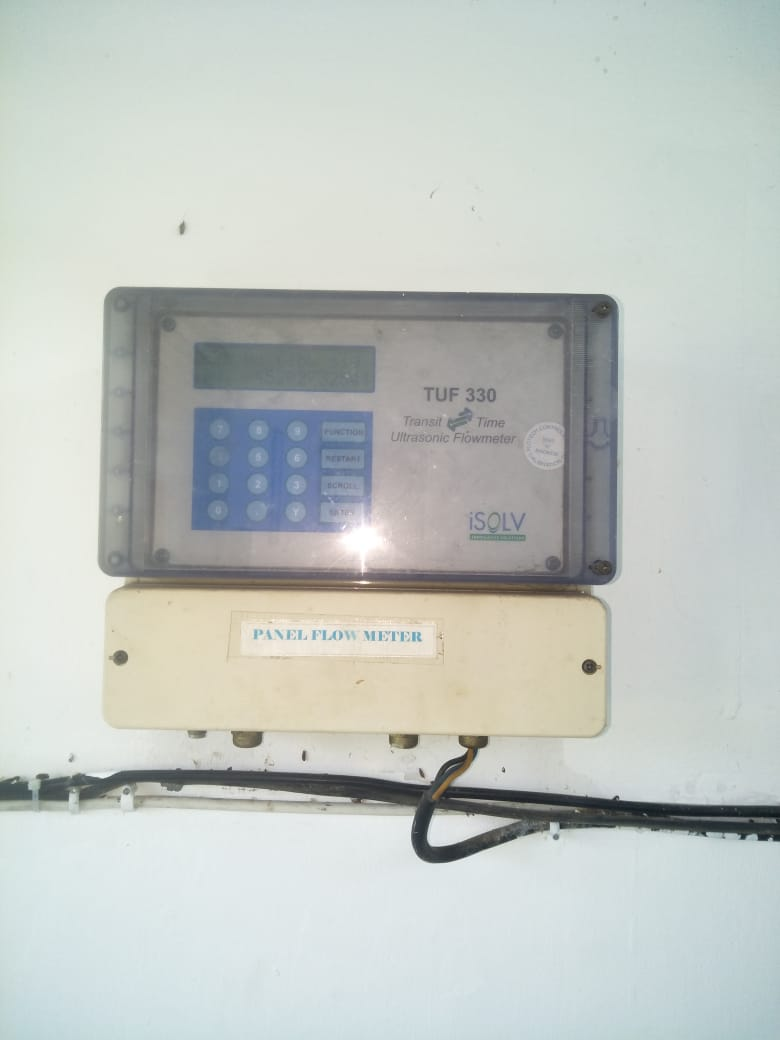 TUF 330
Transit Time
Ultrasonic Flowmeter
7 8 9 FUNCTION
5 6 RESTART
1 2 3 SCROLL
0 . Y ENTER
iSOLV
PANEL FLOW METER